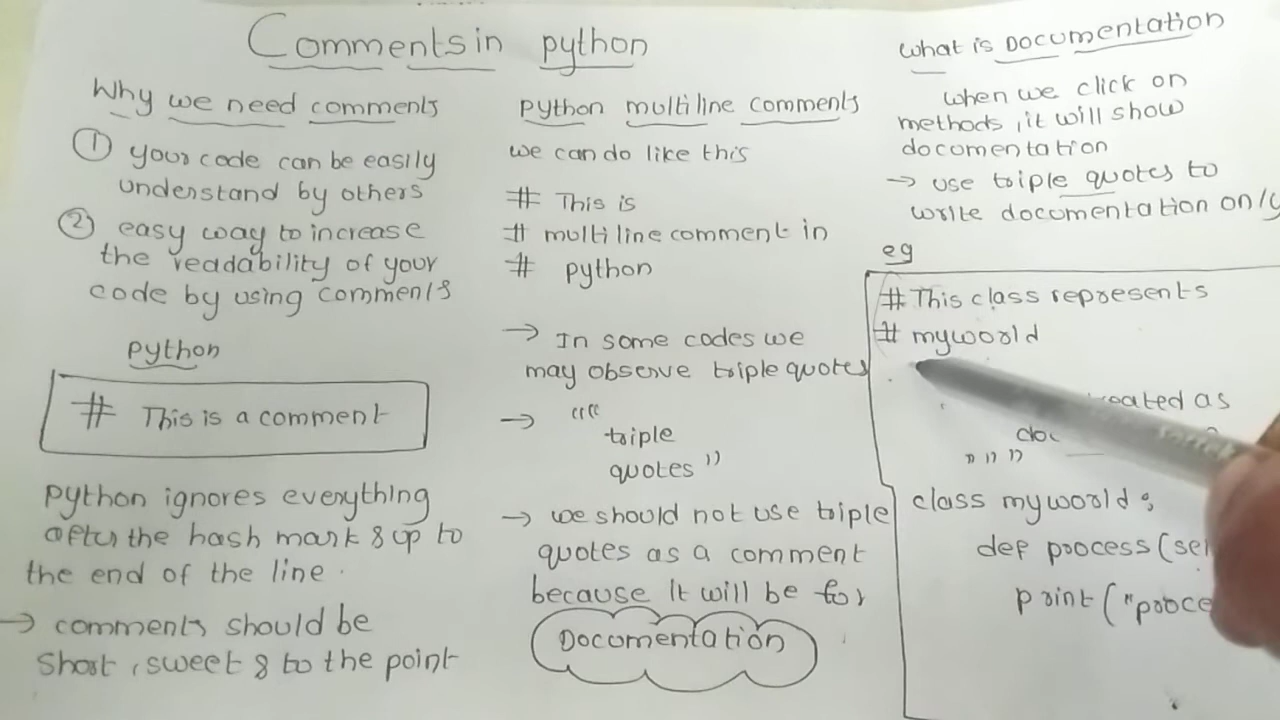 Comments in python
Why we need comments
① your code can be easily
understand by others
② easy way to increase
the readability of your
code by using comments
python
# This is a comment
python ignores everything
after the hash mark & up to
the end of the line.
→ comments should be
short, sweet & to the point
python multiline comments
we can do like this
# This is
# multiline comment in
# python
→ In some codes we
may observe triple quotes
→ """
triple
quotes "
→ we should not use triple
quotes as a comment
because it will be for
Documentation
What is Documentation
when we click on
methods, it will show
documentation
→ use triple quotes to
write documentation only
eg
# This class represents
# myworld
as
"""
class myworld:
def process(
print("